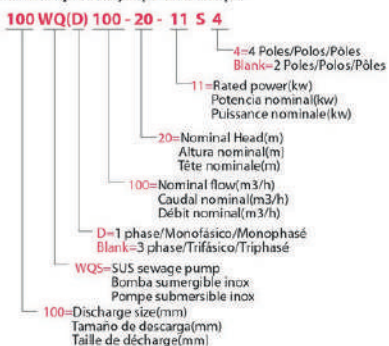 100 WQ(D) 100-20-11 S 4
4=4 Poles/Polos/Pôles
Blank=2 Poles/Polos/Pôles
11=Rated power(kw)
Potencia nominal(kw)
Puissance nominale(kw)
20=Nominal Head(m)
Altura nominal(m)
Tête nominale(m)
100=Nominal flow(m3/h)
Caudal nominal(m3/h)
Débit nominal(m3/h)
D=1 phase/Monofásico/Monophasé
Blank=3 phase/Trifásico/Triphasé
WQS=SUS sewage pump
Bomba sumergible inox
Pompe submersible inox
100=Discharge size(mm)
Tamaño de descarga(mm)
Taille de décharge(mm)